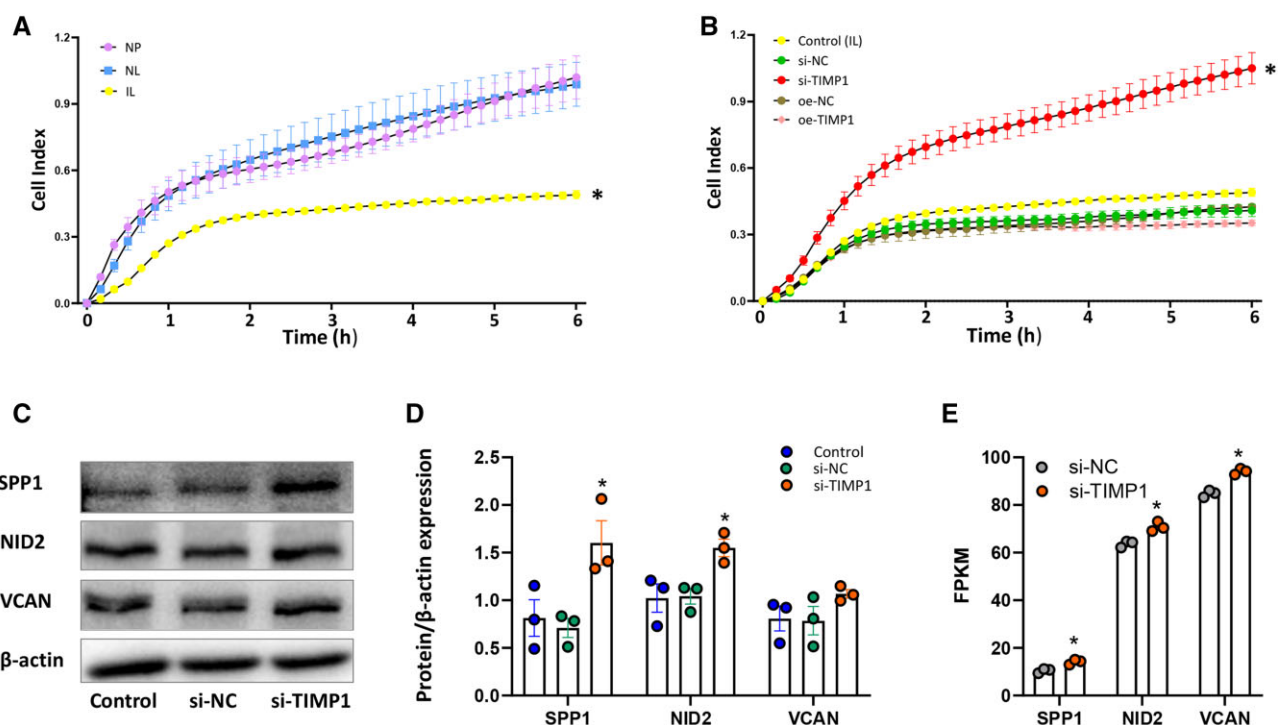 A
1.2
0.9
0.6
0.3
0.0
Cell Index
NP
NL
IL
*
0 1 2 3 4 5 6
Time (h)
B
1.2
0.9
0.6
0.3
0.0
Cell Index
Control (IL)
si-NC
si-TIMP1
oe-NC
oe-TIMP1
*
0 1 2 3 4 5 6
Time (h)
C
SPP1
NID2
VCAN
β-actin
Control si-NC si-TIMP1
D
Protein/β-actin expression
2.5
2.0
1.5
1.0
0.5
0.0
Control
si-NC
si-TIMP1
* *
SPP1 NID2 VCAN
E
FPKM
100
80
60
40
20
0
si-NC
si-TIMP1
* * *
SPP1 NID2 VCAN